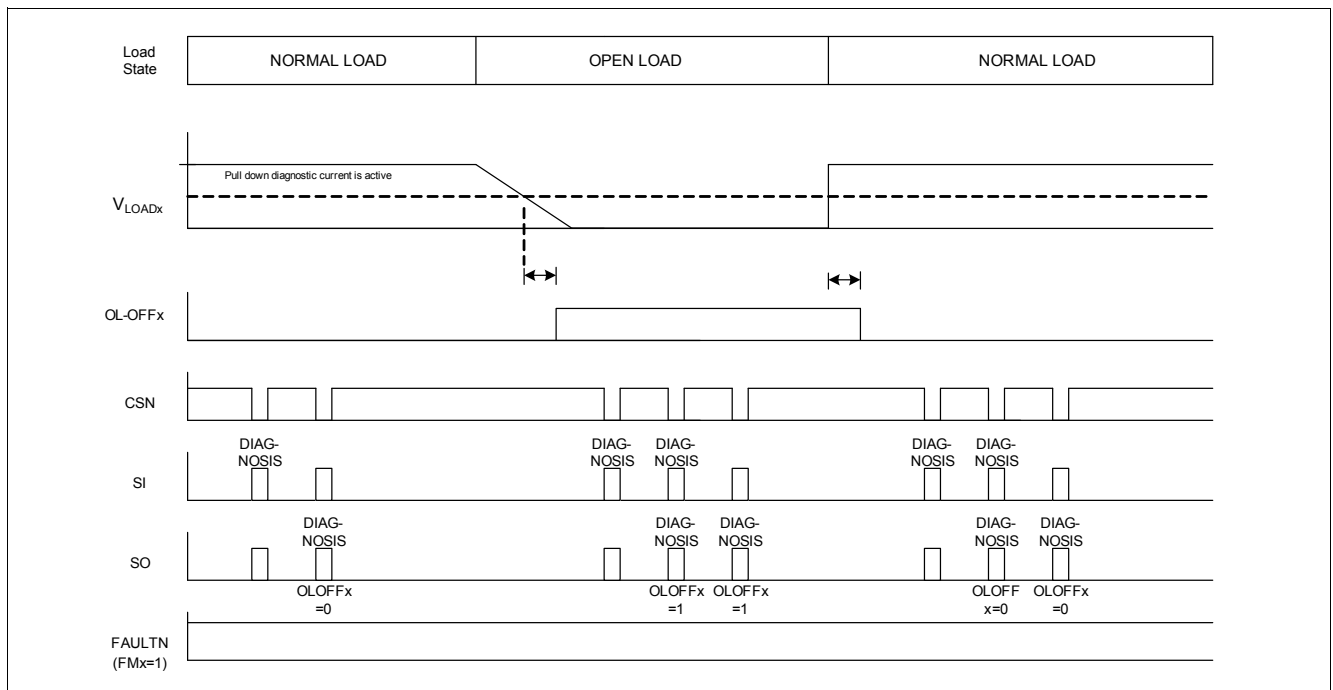 Load
State
NORMAL LOAD
OPEN LOAD
NORMAL LOAD
Pull down diagnostic current is active
VLOADx
OL-OFFx
CSN
DIAG-
NOSIS
DIAG-
NOSIS
DIAG-
NOSIS
DIAG-
NOSIS
DIAG-
NOSIS
SI
DIAG-
NOSIS
DIAG-
NOSIS
DIAG-
NOSIS
DIAG-
NOSIS
DIAG-
NOSIS
SO
OLOFFx
=0
OLOFFx
=1
OLOFFx
=1
OLOFF
x=0
OLOFFx
=0
FAULTN
(FMx=1)